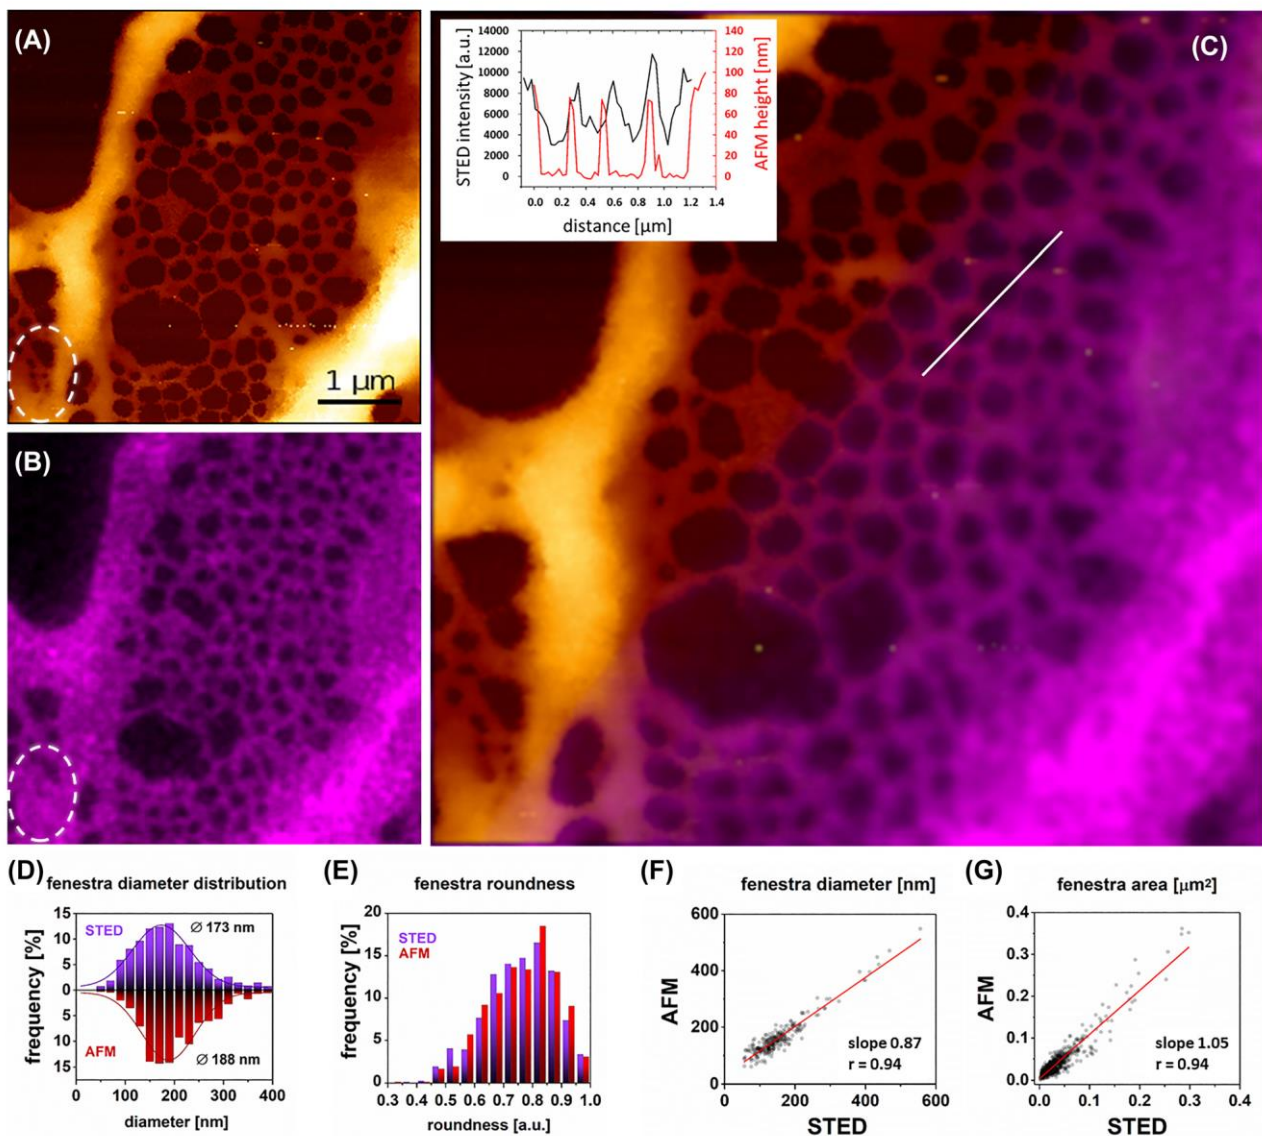 (A)
1 μm
(B)
(C)
14000
12000
10000
8000
6000
4000
2000
0
STED intensity [a.u.]
140
120
100
80
60
40
20
0
AFM height [nm]
0.0 0.2 0.4 0.6 0.8 1.0 1.2 1.4
distance [μm]
(D)
fenestra diameter distribution
STED
⌀ 173 nm
AFM
⌀ 188 nm
frequency [%]
15
10
5
0
5
10
15
0 100 200 300 400
diameter [nm]
(E)
fenestra roundness
STED
AFM
frequency [%]
20
15
10
5
0
0.3 0.4 0.5 0.6 0.7 0.8 0.9 1.0
roundness [a.u.]
(F)
fenestra diameter [nm]
AFM
600
400
200
0
slope 0.87
r = 0.94
0 200 400 600
STED
(G)
fenestra area [μm²]
AFM
0.4
0.3
0.2
0.1
0.0
slope 1.05
r = 0.94
0.0 0.1 0.2 0.3 0.4
STED